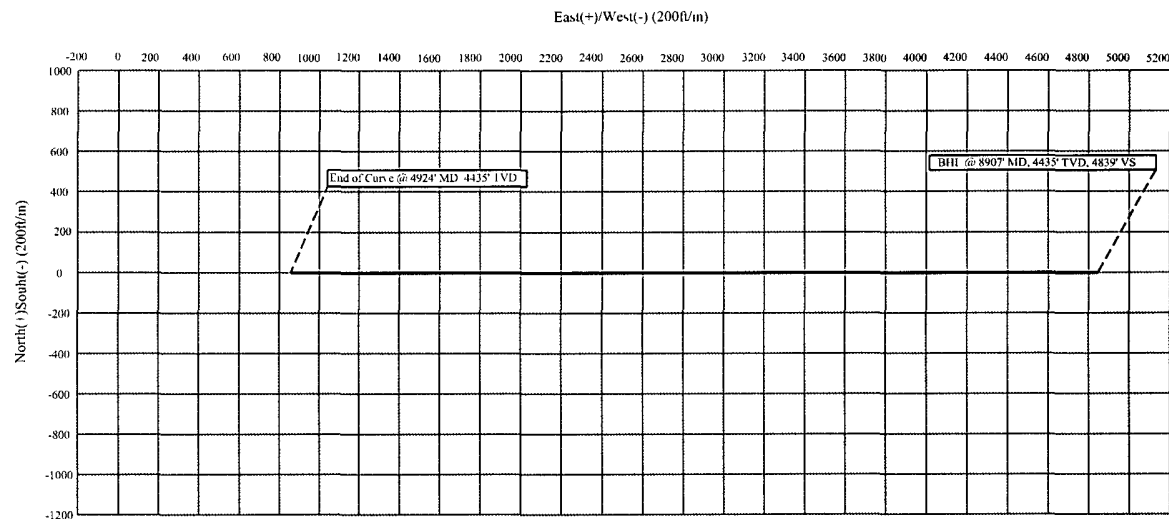 East(+)/West(-) (200ft/in)
-200 0 200 400 600 800 1000 1200 1400 1600 1800 2000 2200 2400 2600 2800 3000 3200 3400 3600 3800 4000 4200 4400 4600 4800 5000 5200
1000
800
600
BHL @ 8907' MD, 4435' TVD, 4839' VS
End of Curve @ 4924' MD 4435' TVD
400
200
0
-200
-400
-600
-800
-1000
-1200
North(+)Souht(-) (200ft/in)